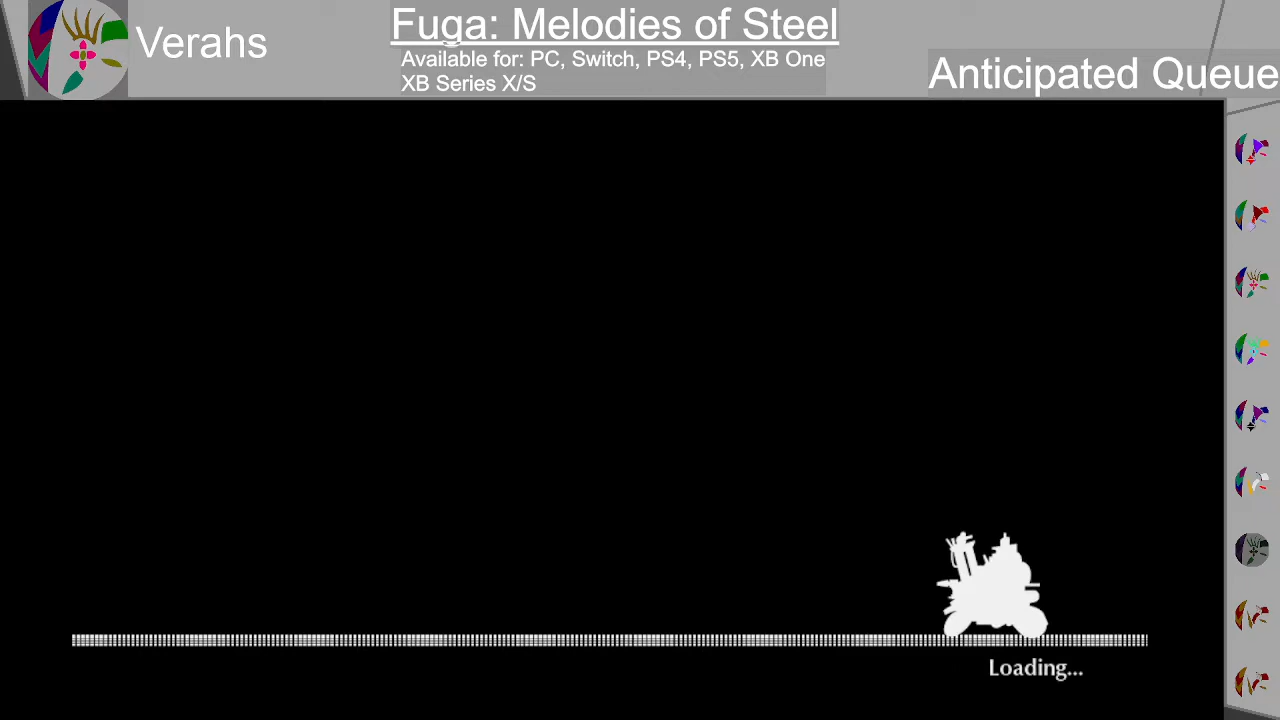 Verahs
Fuga: Melodies of Steel
Available for: PC, Switch, PS4, PS5, XB One
XB Series X/S
Anticipated Queue
Loading...